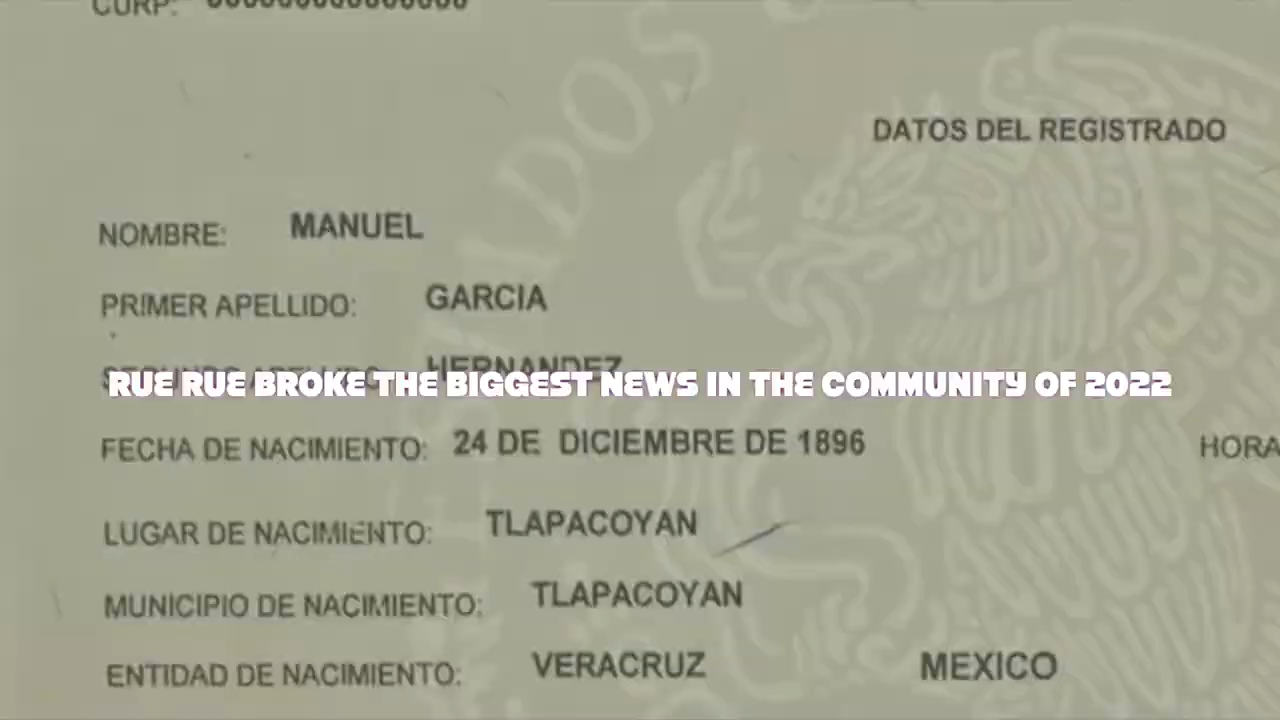 CURP:
DATOS DEL REGISTRADO
NOMBRE: MANUEL
PRIMER APELLIDO: GARCIA
HERNANDEZ
RUE RUE BROKE THE BIGGEST NEWS IN THE COMMUNITY OF 2022
FECHA DE NACIMIENTO: 24 DE DICIEMBRE DE 1896 HORA
LUGAR DE NACIMIENTO: TLAPACOYAN
MUNICIPIO DE NACIMIENTO: TLAPACOYAN
ENTIDAD DE NACIMIENTO: VERACRUZ MEXICO